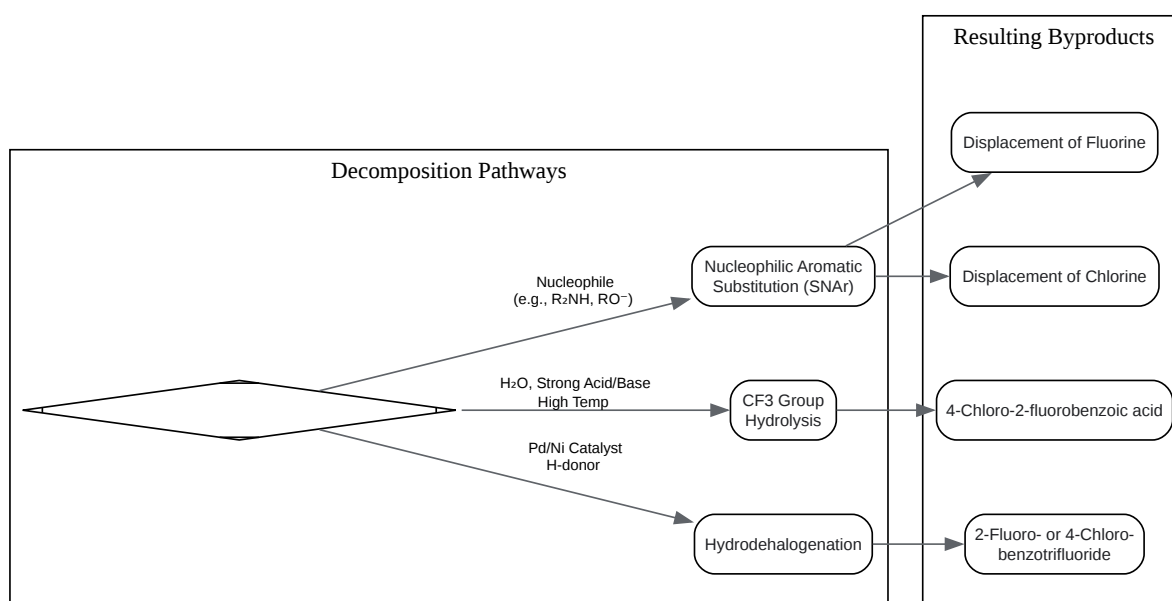 Resulting Byproducts
Displacement of Fluorine
Decomposition Pathways
Nucleophile
(e.g., R₂NH, RO⁻)
Nucleophilic Aromatic
Substitution (SNAr)
Displacement of Chlorine
H₂O, Strong Acid/Base
High Temp
CF3 Group
Hydrolysis
4-Chloro-2-fluorobenzoic acid
Pd/Ni Catalyst
H-donor
Hydrodehalogenation
2-Fluoro- or 4-Chloro-
benzotrifluoride